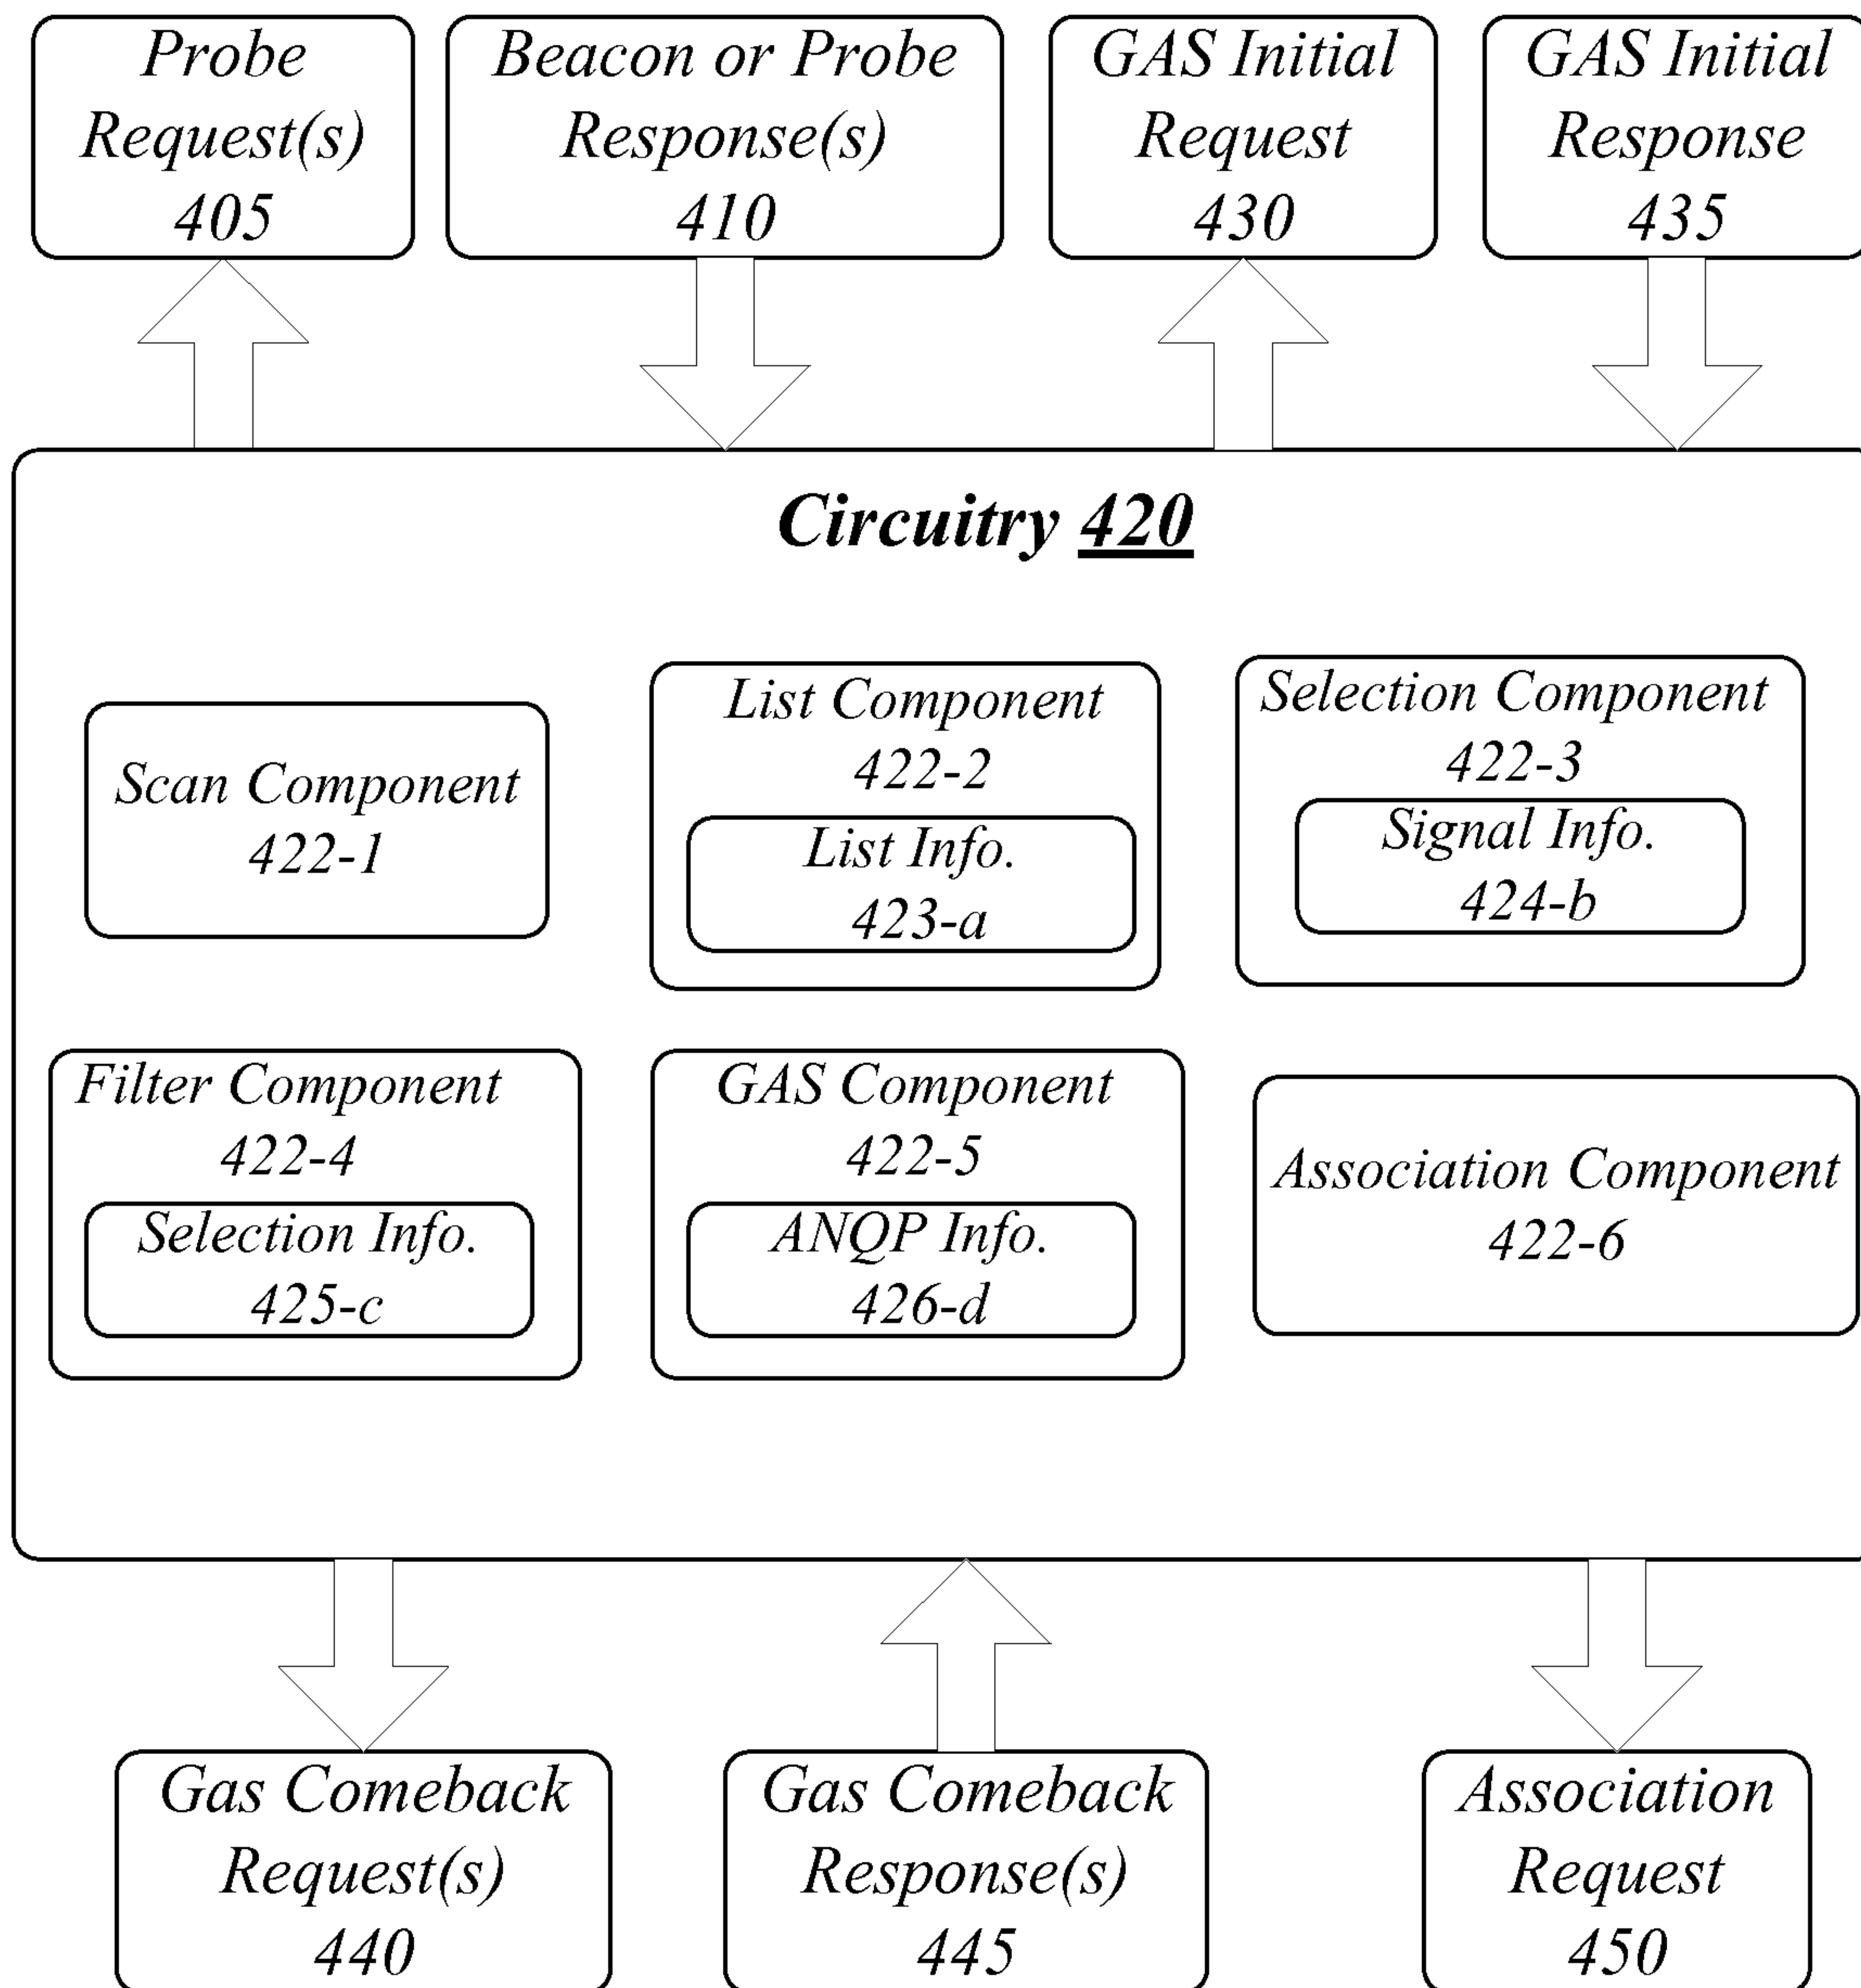 Probe
Request(s)
405
Beacon or Probe
Response(s)
410
GAS Initial
Request
430
GAS Initial
Response
435
Circuitry 420
Scan Component
422-1
List Component
422-2
List Info.
423-a
Selection Component
422-3
Signal Info.
424-b
Filter Component
422-4
Selection Info.
425-c
GAS Component
422-5
ANQP Info.
426-d
Association Component
422-6
Gas Comeback
Request(s)
440
Gas Comeback
Response(s)
445
Association
Request
450